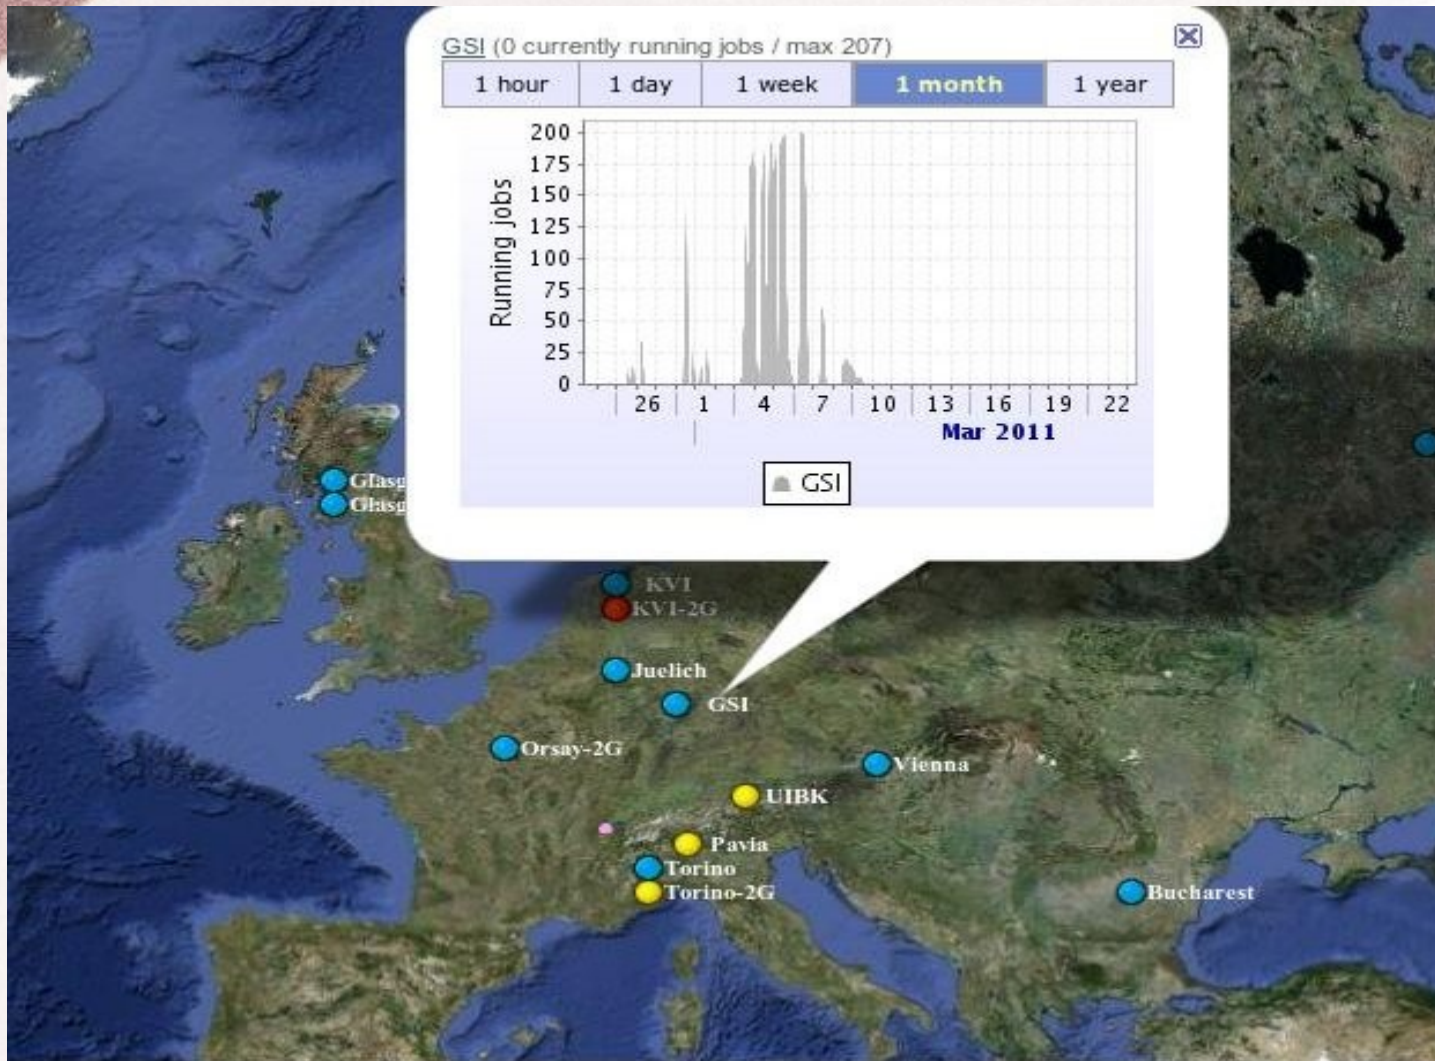 GSI (0 currently running jobs / max 207)
1 hour 1 day 1 week 1 month 1 year
200
175
150
125
100
75
50
25
0
Running jobs
26 1 4 7 10 13 16 19 22
Mar 2011
GSI
Glasg
Glasg
KVI
KVI-2G
Juelich
GSI
Orsay-2G
Vienna
UIBK
Pavia
Torino
Torino-2G
Bucharest